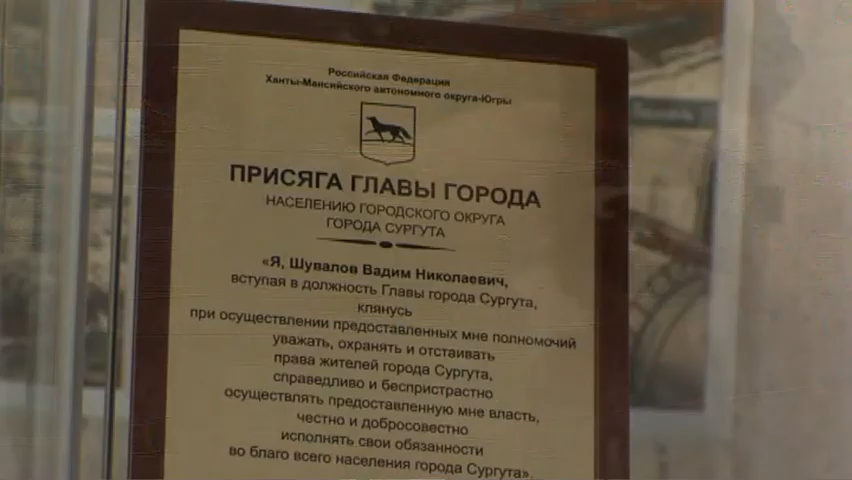 Российская Федерация
Ханты-Мансийского автономного округа-Югры
ПРИСЯГА ГЛАВЫ ГОРОДА
НАСЕЛЕНИЮ ГОРОДСКОГО ОКРУГА
ГОРОДА СУРГУТА
«Я, Шувалов Вадим Николаевич,
вступая в должность Главы города Сургута,
клянусь
при осуществлении предоставленных мне полномочий
уважать, охранять и отстаивать
права жителей города Сургута,
справедливо и беспристрастно
осуществлять предоставленную мне власть,
честно и добросовестно
исполнять свои обязанности
во благо всего населения города Сургута».